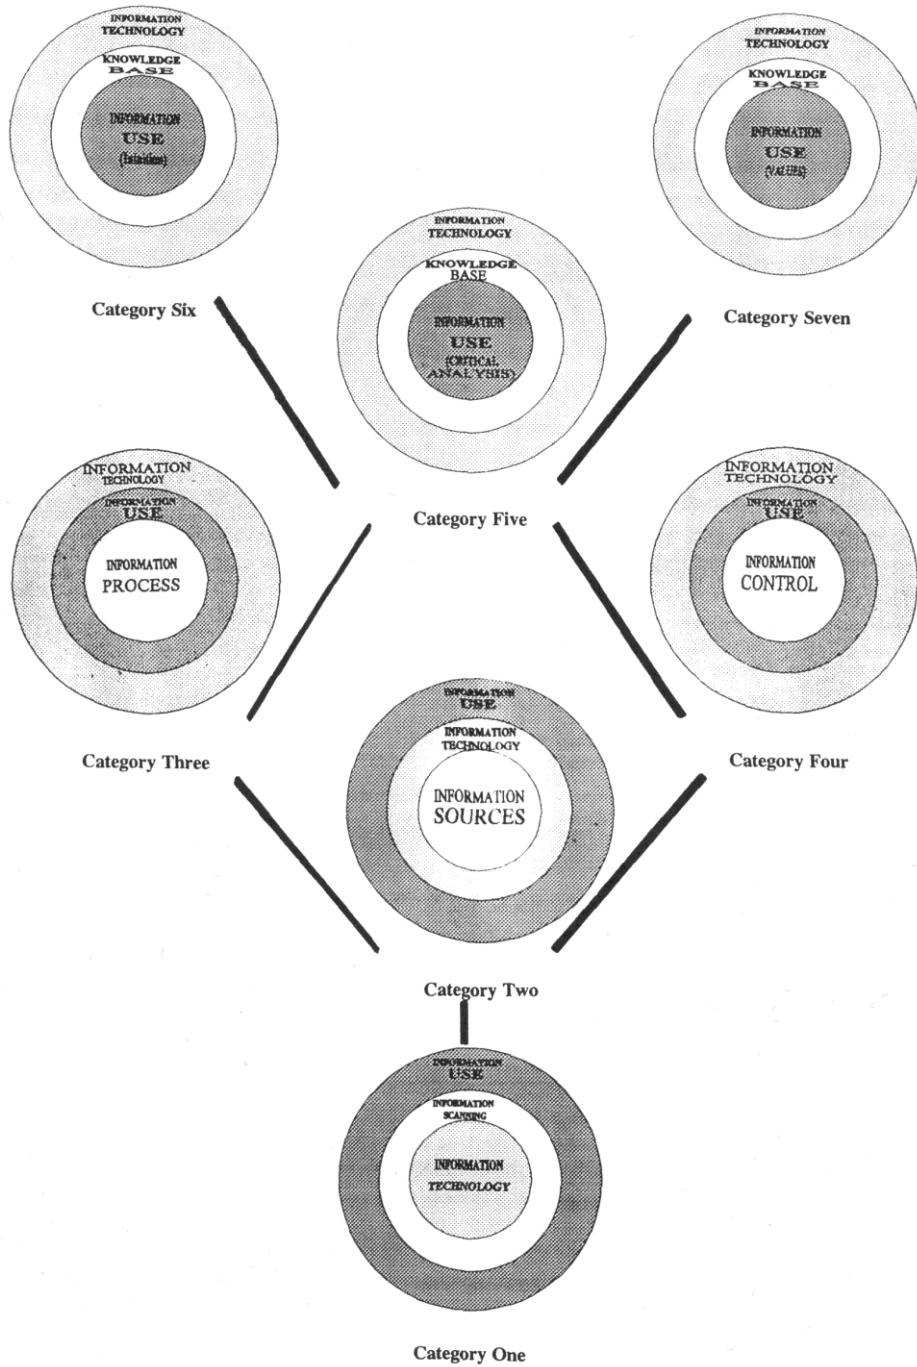 INFORMATION
TECHNOLOGY
KNOWLEDGE
BASE
INFORMATION
USE
(Intuition)
Category Six
INFORMATION
TECHNOLOGY
KNOWLEDGE
BASE
INFORMATION
USE
(VALUES)
Category Seven
INFORMATION
TECHNOLOGY
KNOWLEDGE
BASE
INFORMATION
USE
(CRITICAL
ANALYSIS)
Category Five
INFORMATION
TECHNOLOGY
INFORMATION
USE
INFORMATION
PROCESS
Category Three
INFORMATION
TECHNOLOGY
INFORMATION
USE
INFORMATION
CONTROL
Category Four
INFORMATION
USE
INFORMATION
TECHNOLOGY
INFORMATION
SOURCES
Category Two
INFORMATION
USE
INFORMATION
SCANNING
INFORMATION
TECHNOLOGY
Category One